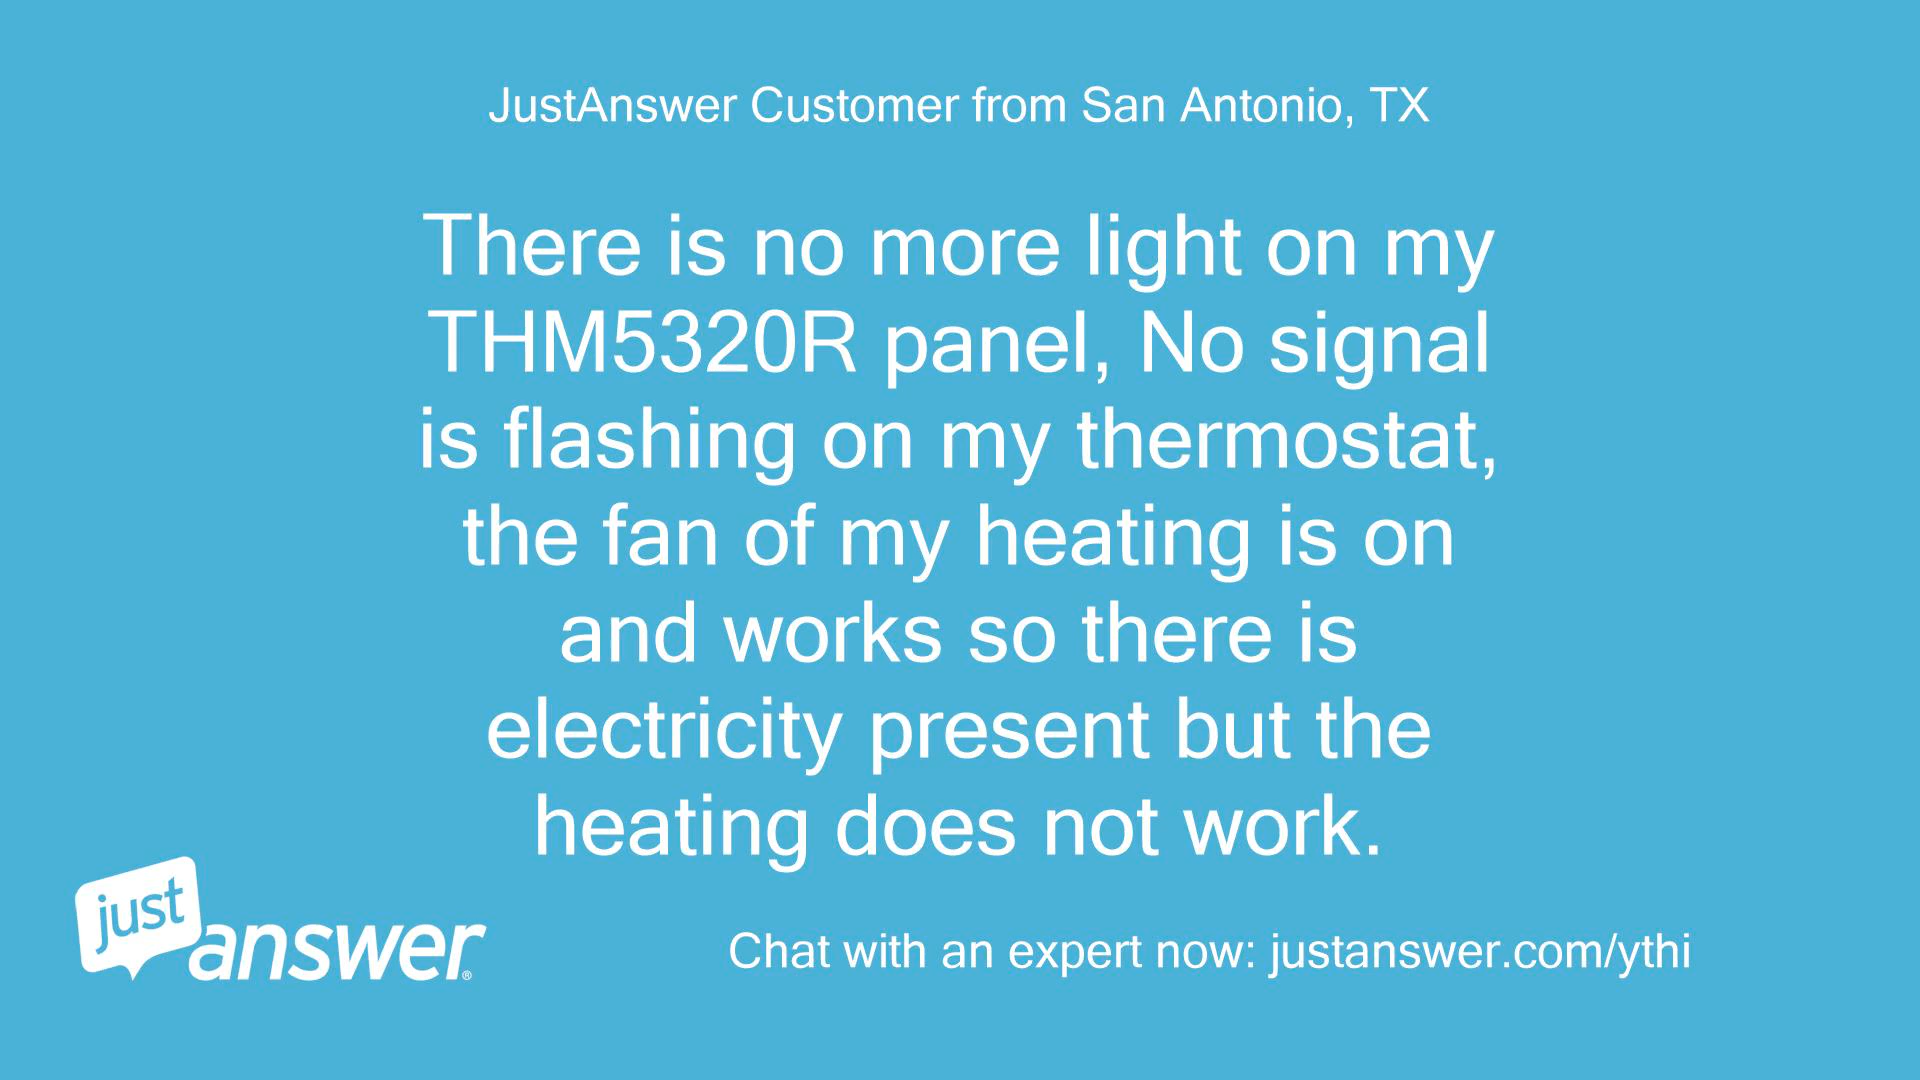 JustAnswer Customer from San Antonio, TX
There is no more light on my
THM5320R panel, No signal
is flashing on my thermostat,
the fan of my heating is on
and works so there is
electricity present but the
heating does not work.
just
answer®
Chat with an expert now: justanswer.com/ythi